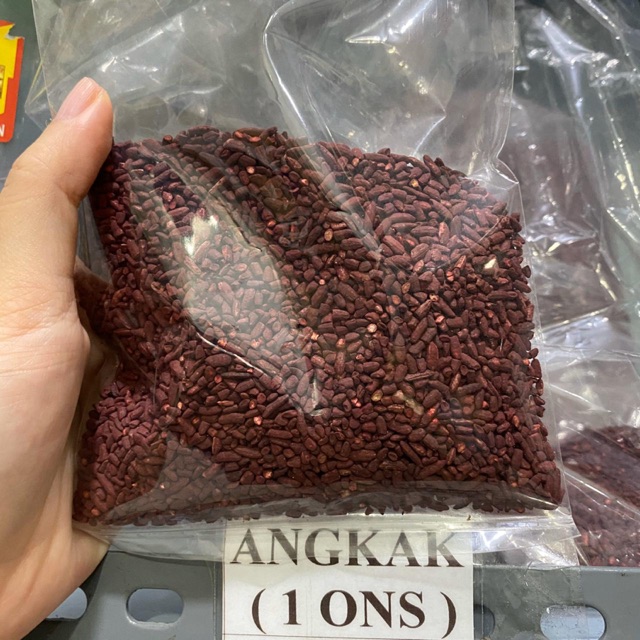 ANGKAK
( 1 ONS )